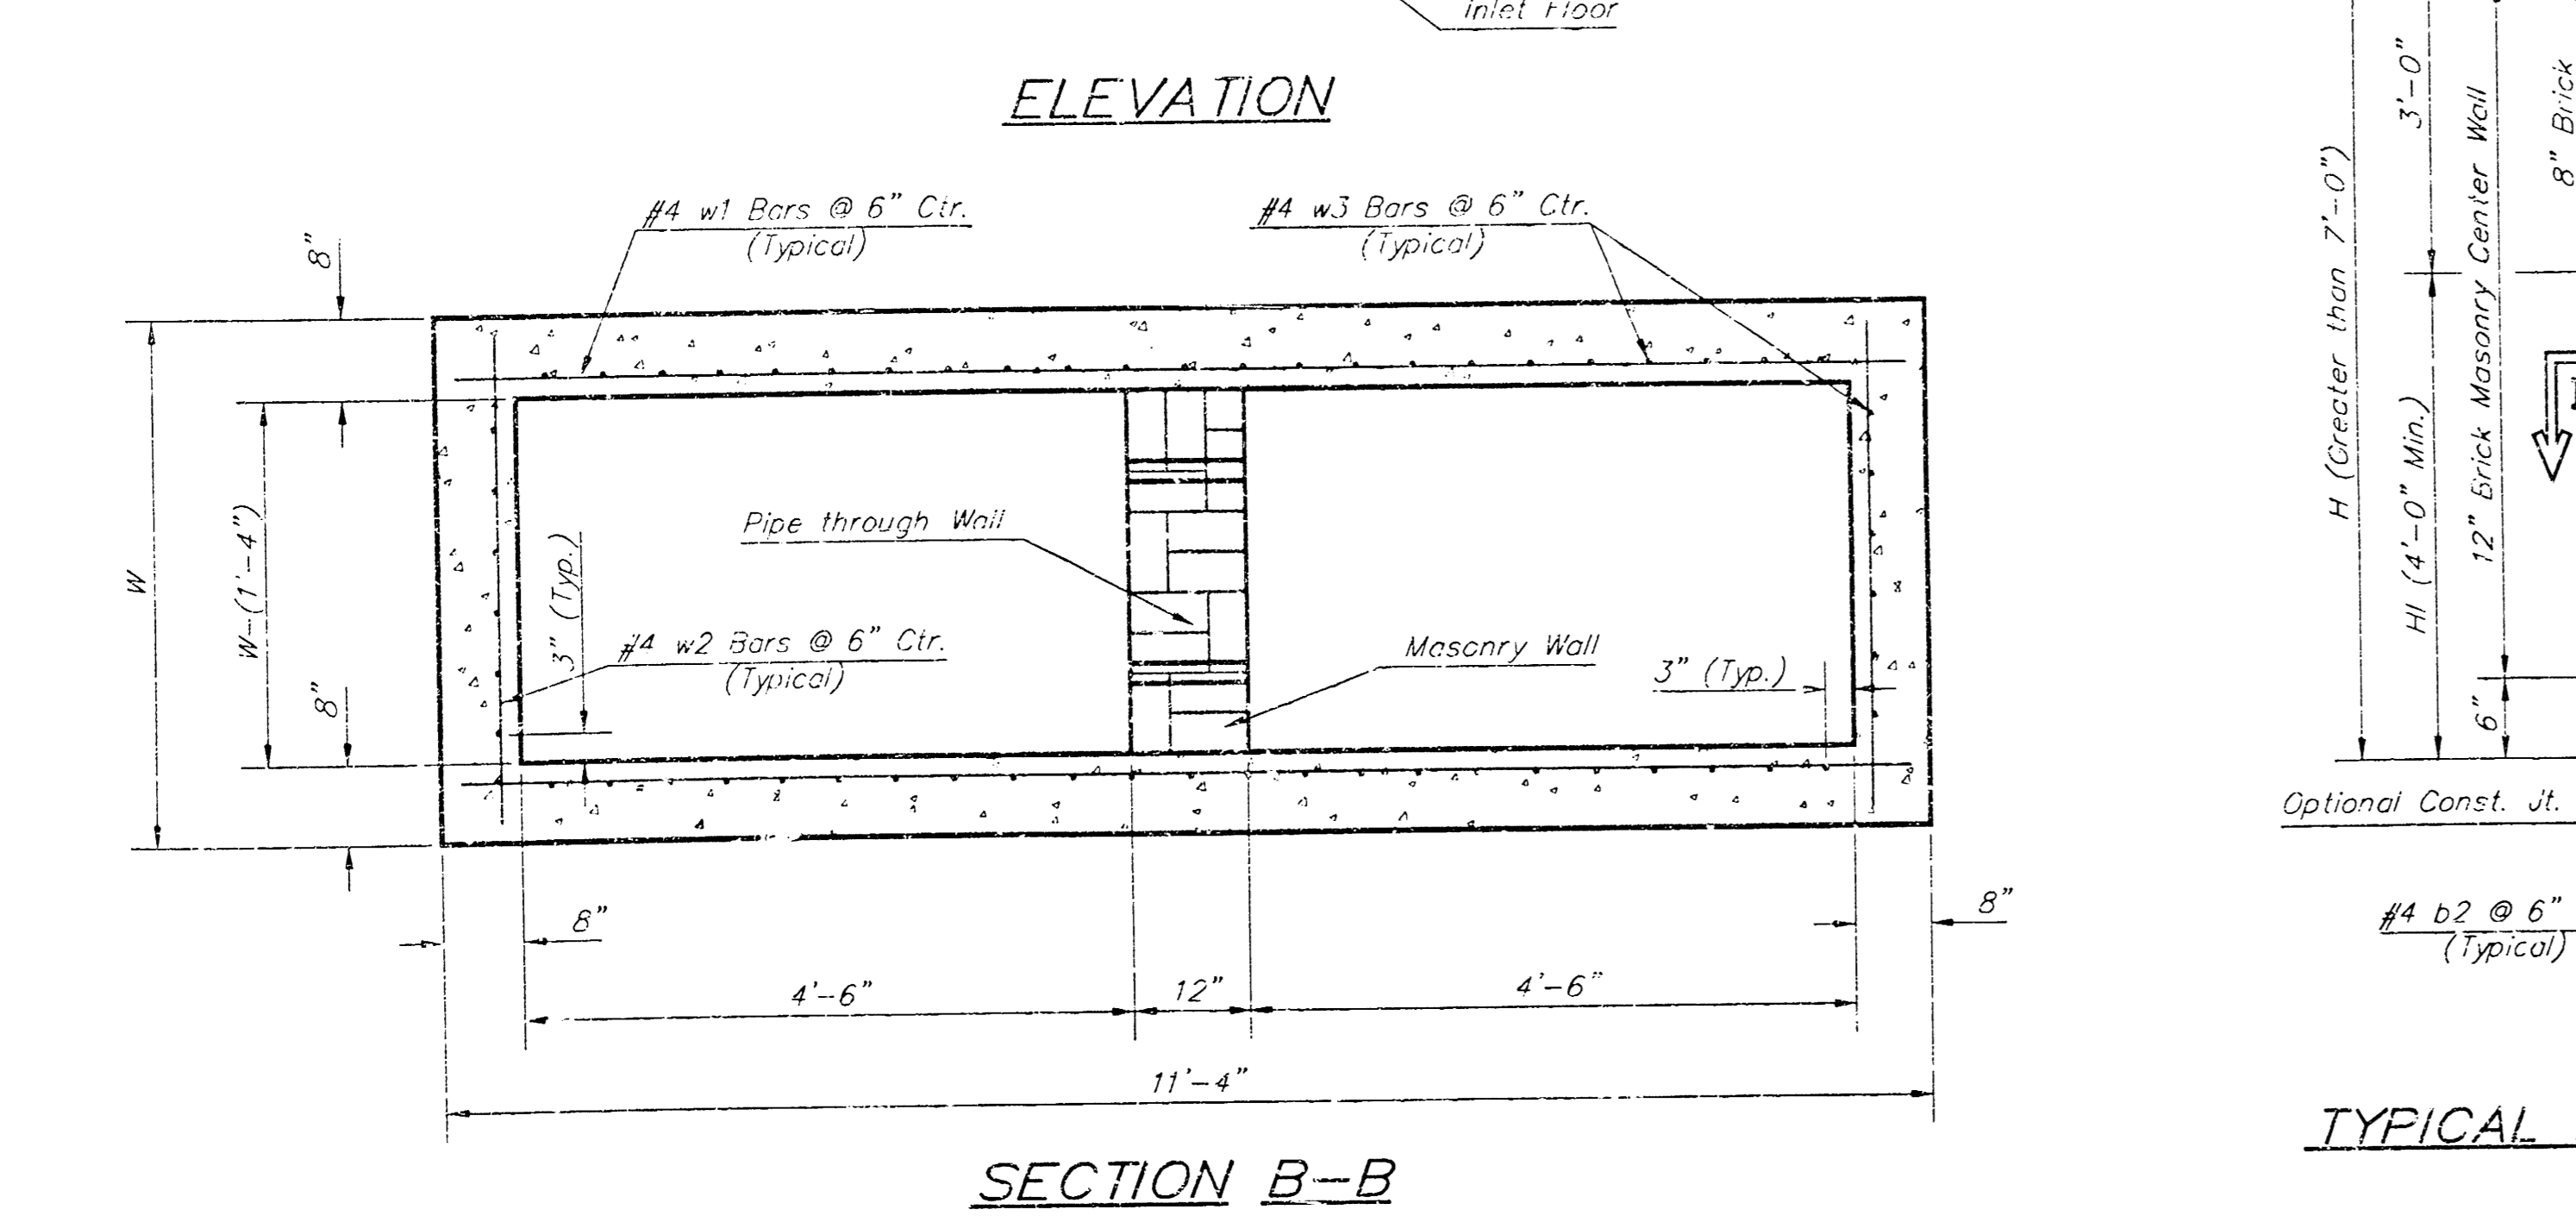 inlet Floor
ELEVATION
#4 w1 Bars @ 6" Ctr.
(Typical)
#4 w3 Bars @ 6" Ctr.
(Typical)
8"
W
W-(1'-4")
8"
3" (Typ.)
Pipe through Wall
#4 w2 Bars @ 6" Ctr.
(Typical)
Masonry Wall
3" (Typ.)
8"
8"
4'-6"
12"
4'-6"
11'-4"
SECTION B-B
H (Greater than 7'-0")
3'-0"
H1 (4'-0" Min.)
12" Brick Masonry Center Wall
8" Brick
6"
Optional Const. Jt.
#4 b2 @ 6"
(Typical)
TYPICAL